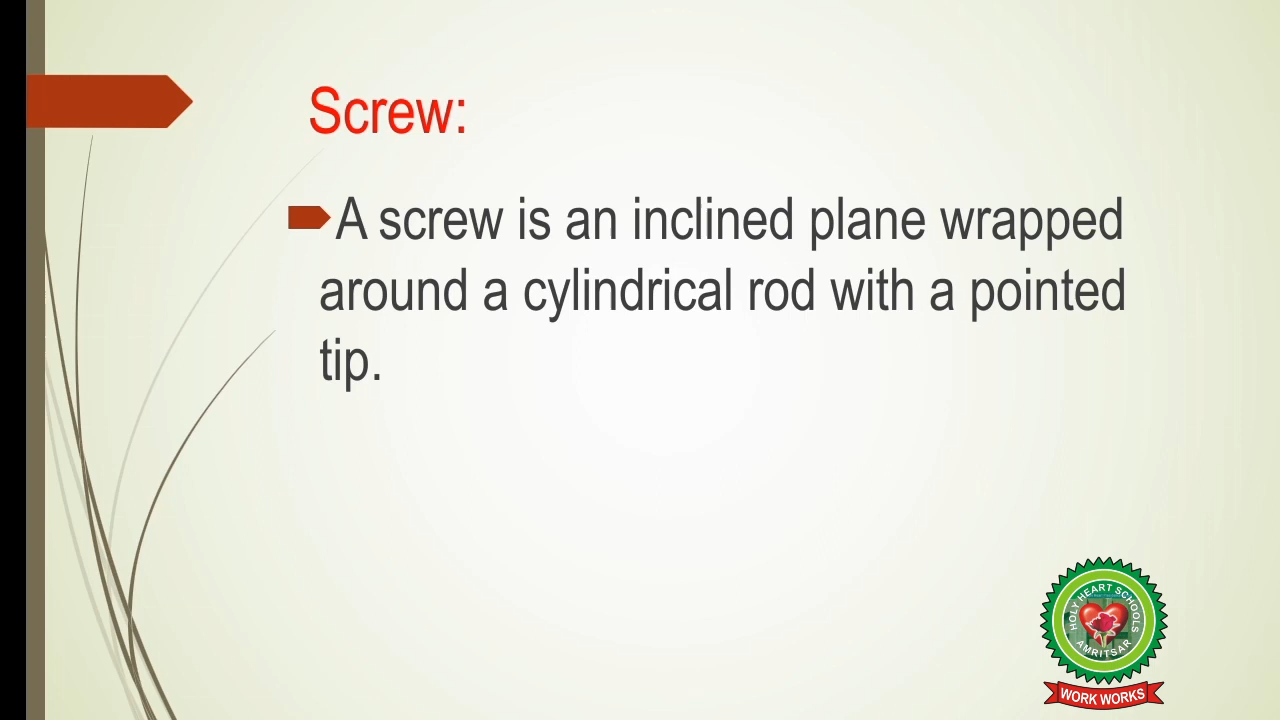 Screw:
A screw is an inclined plane wrapped
around a cylindrical rod with a pointed
tip.
HOLY HEART SCHOOLS
AMRITSAR
WORK WORKS